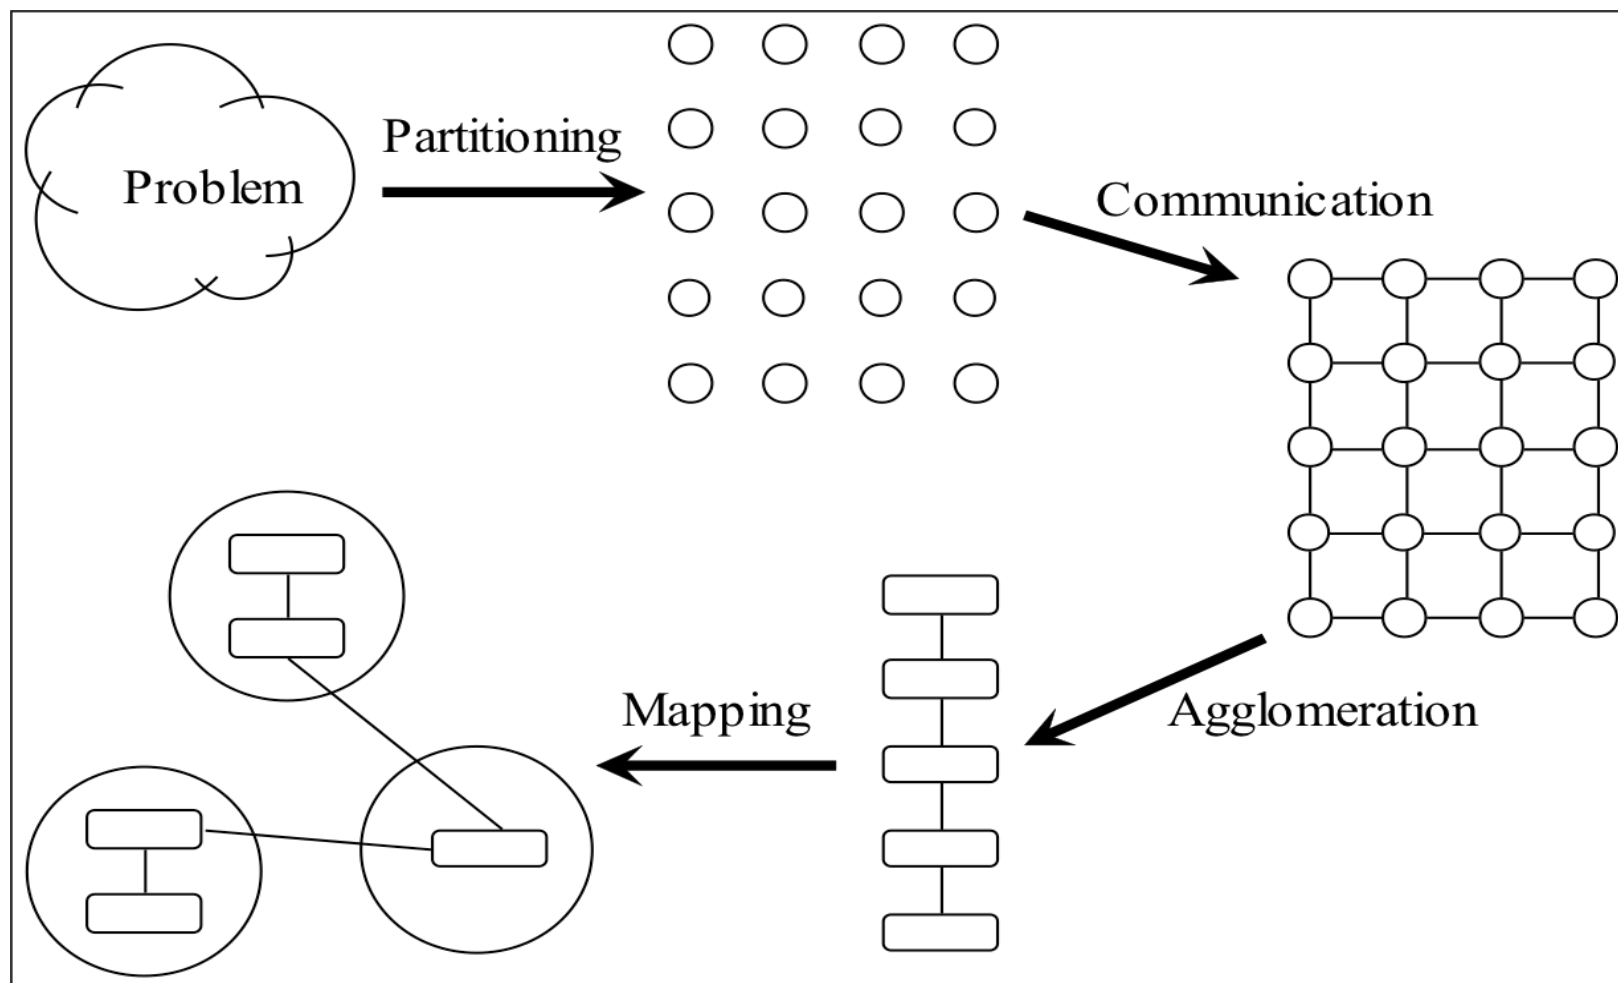 Problem
Partitioning
Communication
Agglomeration
Mapping